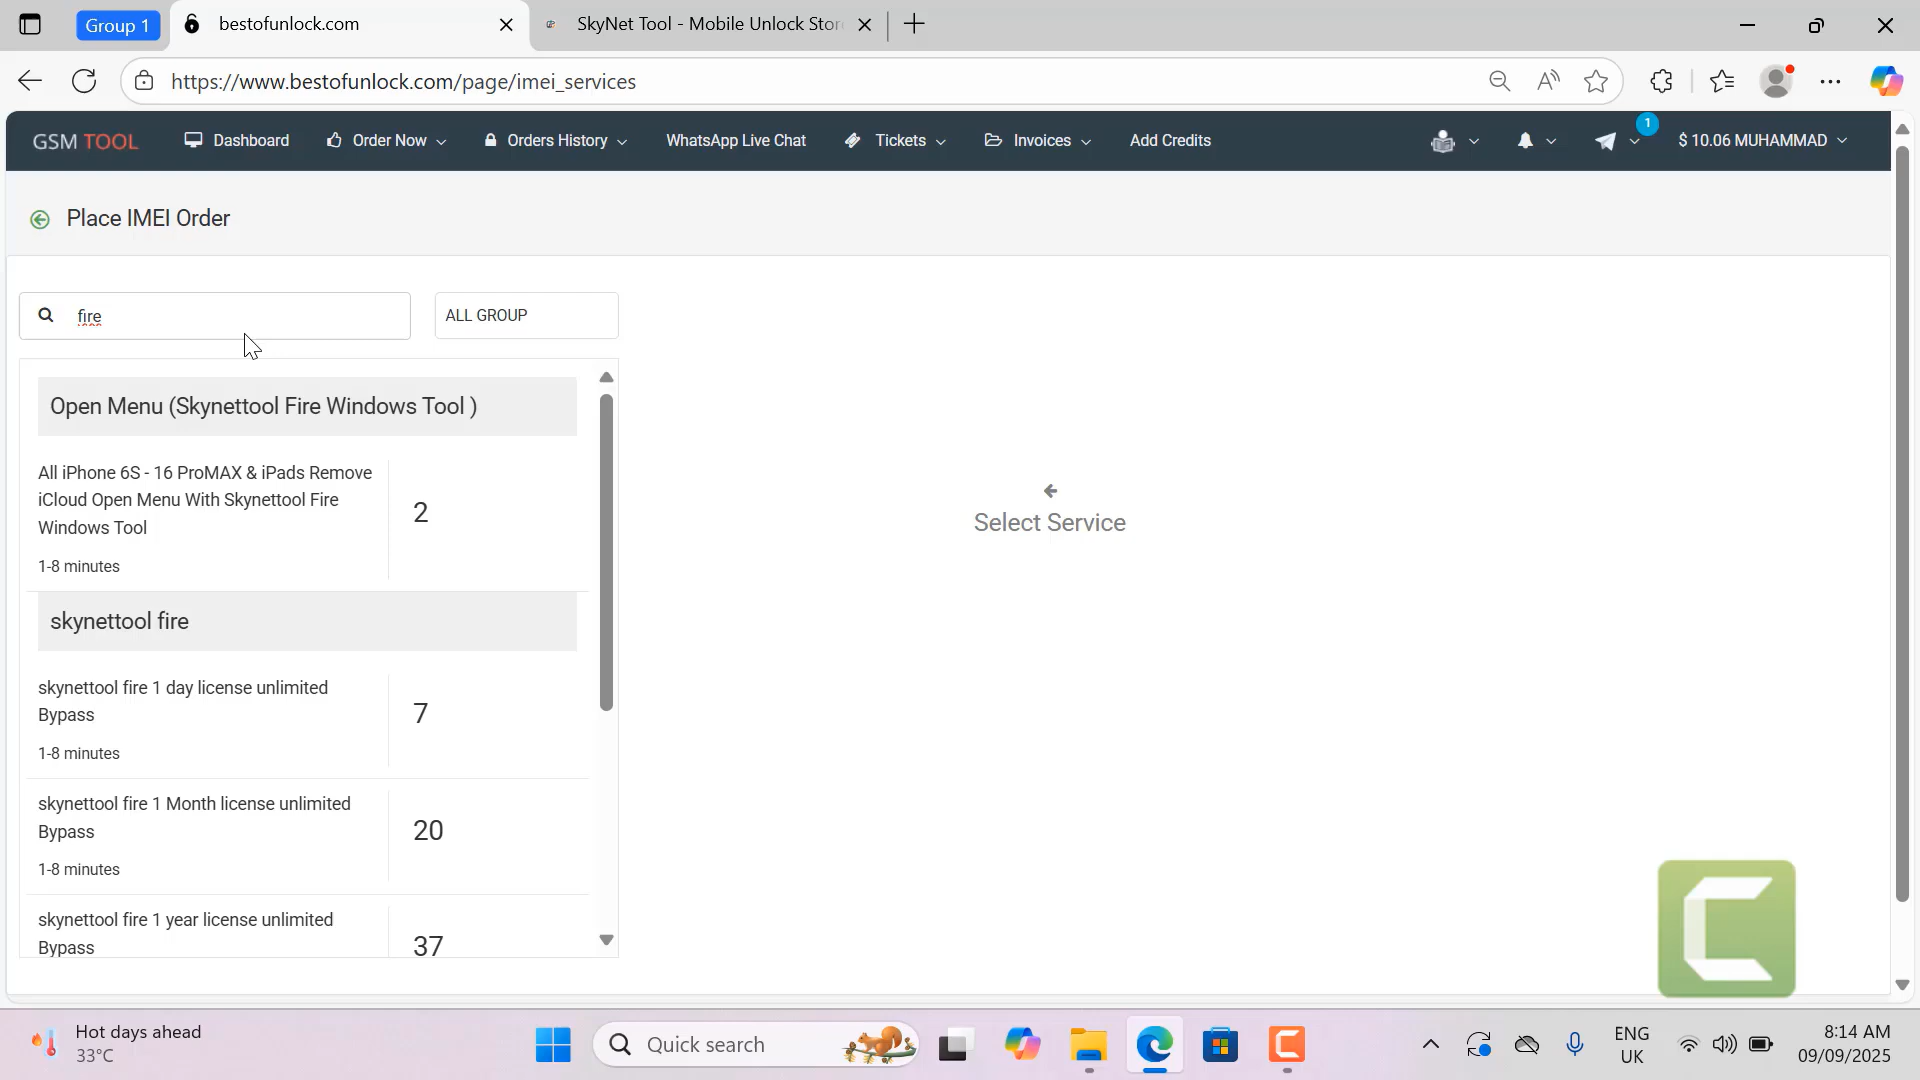 Group 1
bestofunlock.com
SkyNet Tool - Mobile Unlock Stor
https://www.bestofunlock.com/page/imei_services
GSM TOOL
Dashboard
Order Now
Orders History
WhatsApp Live Chat
Tickets
Invoices
Add Credits
1
$ 10.06 MUHAMMAD
Place IMEI Order
fire
ALL GROUP
Open Menu (Skynettool Fire Windows Tool )
All iPhone 6S - 16 ProMAX & iPads Remove
iCloud Open Menu With Skynettool Fire
Windows Tool
2
1-8 minutes
skynettool fire
skynettool fire 1 day license unlimited
Bypass
7
1-8 minutes
skynettool fire 1 Month license unlimited
Bypass
20
1-8 minutes
skynettool fire 1 year license unlimited
Bypass
37
Select Service
Hot days ahead
33°C
Quick search
ENG
UK
8:14 AM
09/09/2025